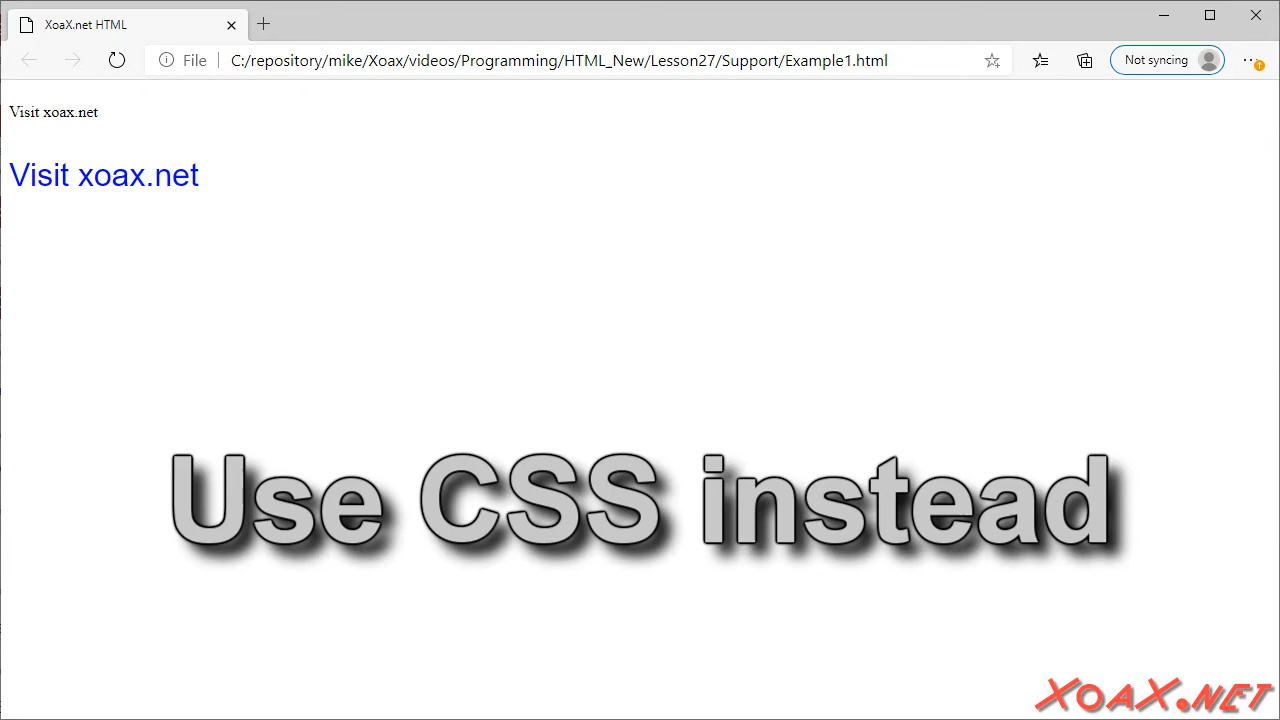 XoaX.net HTML
File C:/repository/mike/Xoax/videos/Programming/HTML_New/Lesson27/Support/Example1.html Not syncing
Visit xoax.net
Visit xoax.net
Use CSS instead
XOAX.NET